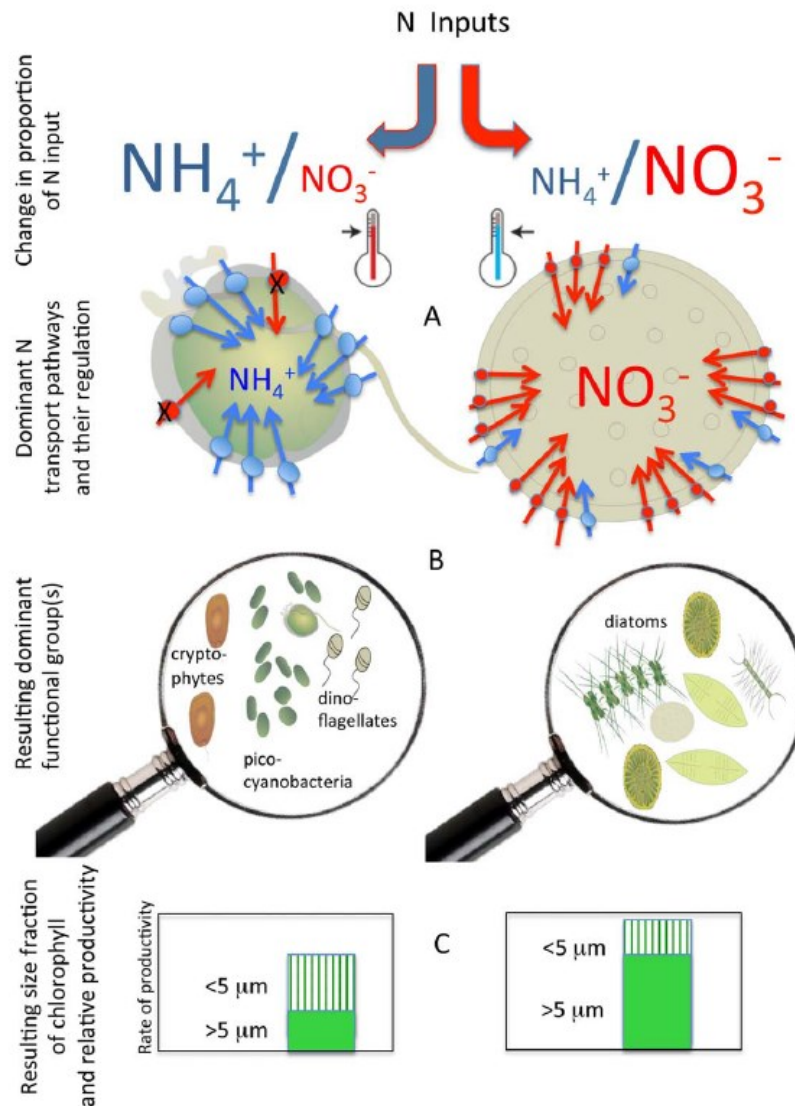 N Inputs
Change in proportion
of N input
NH₄⁺/NO₃⁻
NH₄⁺/NO₃⁻
Dominant N
transport pathways
and their regulation
A
X
X
NH₄⁺
NO₃⁻
B
Resulting dominant
functional group(s)
crypto-
phytes
dino-
flagellates
pico-
cyanobacteria
diatoms
Resulting size fraction
of chlorophyll
and relative productivity
Rate of productivity
<5 µm
>5 µm
C
<5 µm
>5 µm